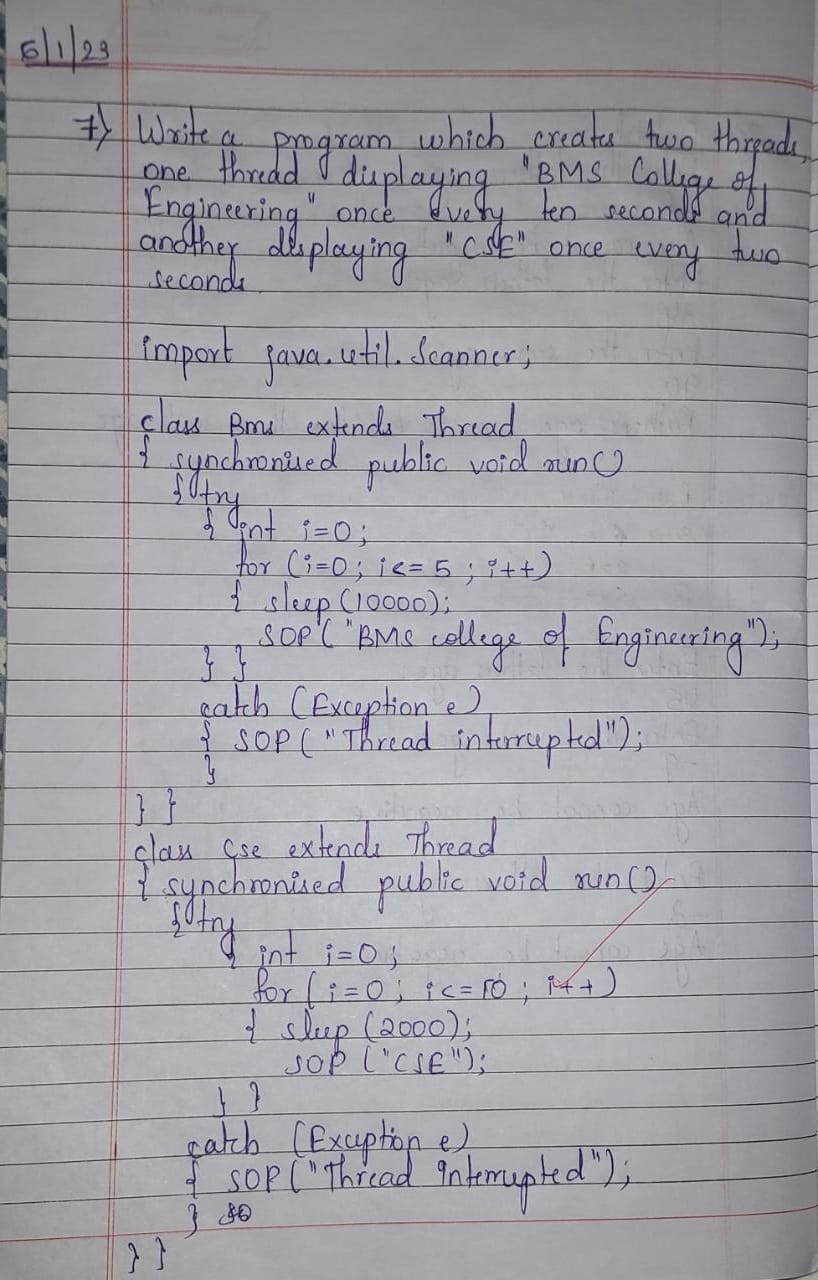 6/1/23
7) Write a program which creates two threads,
one thread displaying "BMS College of
Engineering" once every ten seconds and
another displaying "CSE" once every two
seconds.
import java.util.Scanner;
class Bms extends Thread
{ synchronised public void run()
{ try
{ int i=0;
for (i=0; i<=5; i++)
{ sleep(10000);
SOP("BMS college of Engineering");
} }
catch (Exception e)
{ SOP("Thread interrupted");
}
} }
class Cse extends Thread
{ synchronised public void run()
{ try
{ int i=0;
for (i=0; i<=10; i++)
{ sleep (2000);
SOP ("CSE");
} }
catch (Exception e)
{ SOP("Thread interrupted");
}
} }